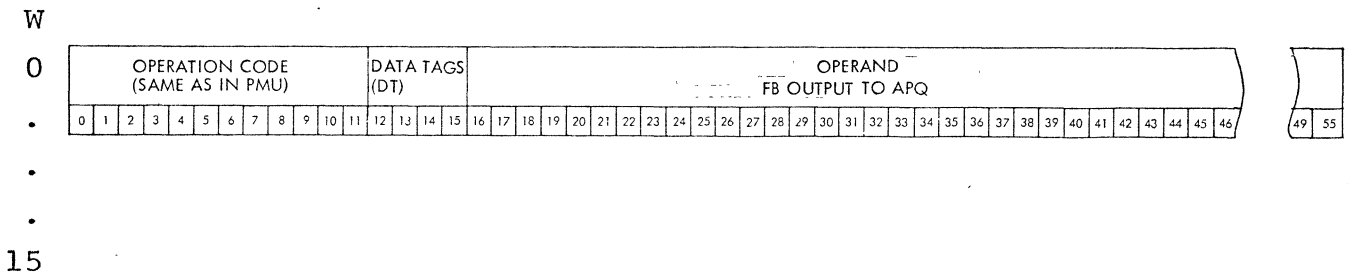 W
0
OPERATION CODE
(SAME AS IN PMU)
DATA TAGS
(DT)
OPERAND
FB OUTPUT TO APQ
0 1 2 3 4 5 6 7 8 9 10 11 12 13 14 15 16 17 18 19 20 21 22 23 24 25 26 27 28 29 30 31 32 33 34 35 36 37 38 39 40 41 42 43 44 45 46 49 55
.
.
.
15